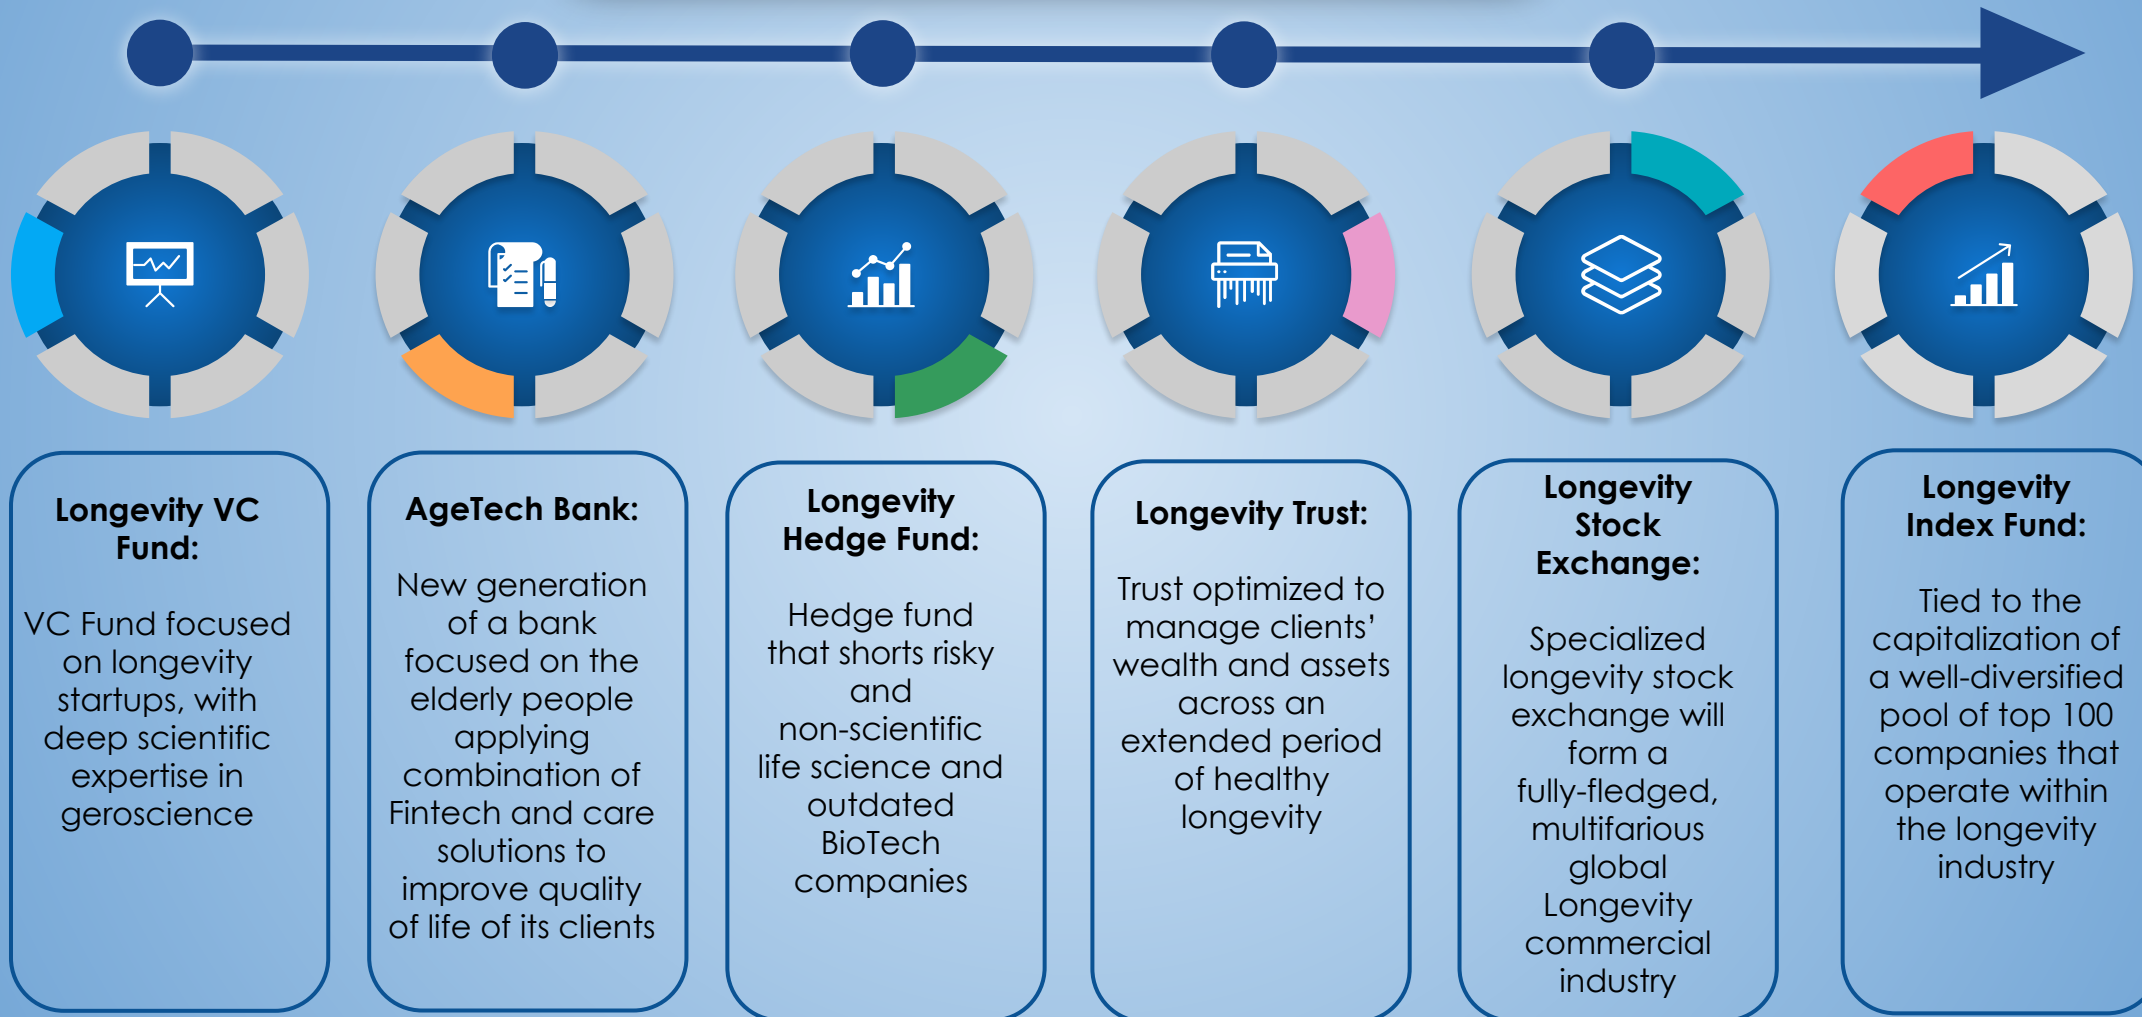 Longevity VC
Fund:
VC Fund focused
on longevity
startups, with
deep scientific
expertise in
geroscience
AgeTech Bank:
New generation
of a bank
focused on the
elderly people
applying
combination of
Fintech and care
solutions to
improve quality
of life of its clients
Longevity
Hedge Fund:
Hedge fund
that shorts risky
and
non-scientific
life science and
outdated
BioTech
companies
Longevity Trust:
Trust optimized to
manage clients’
wealth and assets
across an
extended period
of healthy
longevity
Longevity
Stock
Exchange:
Specialized
longevity stock
exchange will
form a
fully-fledged,
multifarious
global
Longevity
commercial
industry
Longevity
Index Fund:
Tied to the
capitalization of
a well-diversified
pool of top 100
companies that
operate within
the longevity
industry